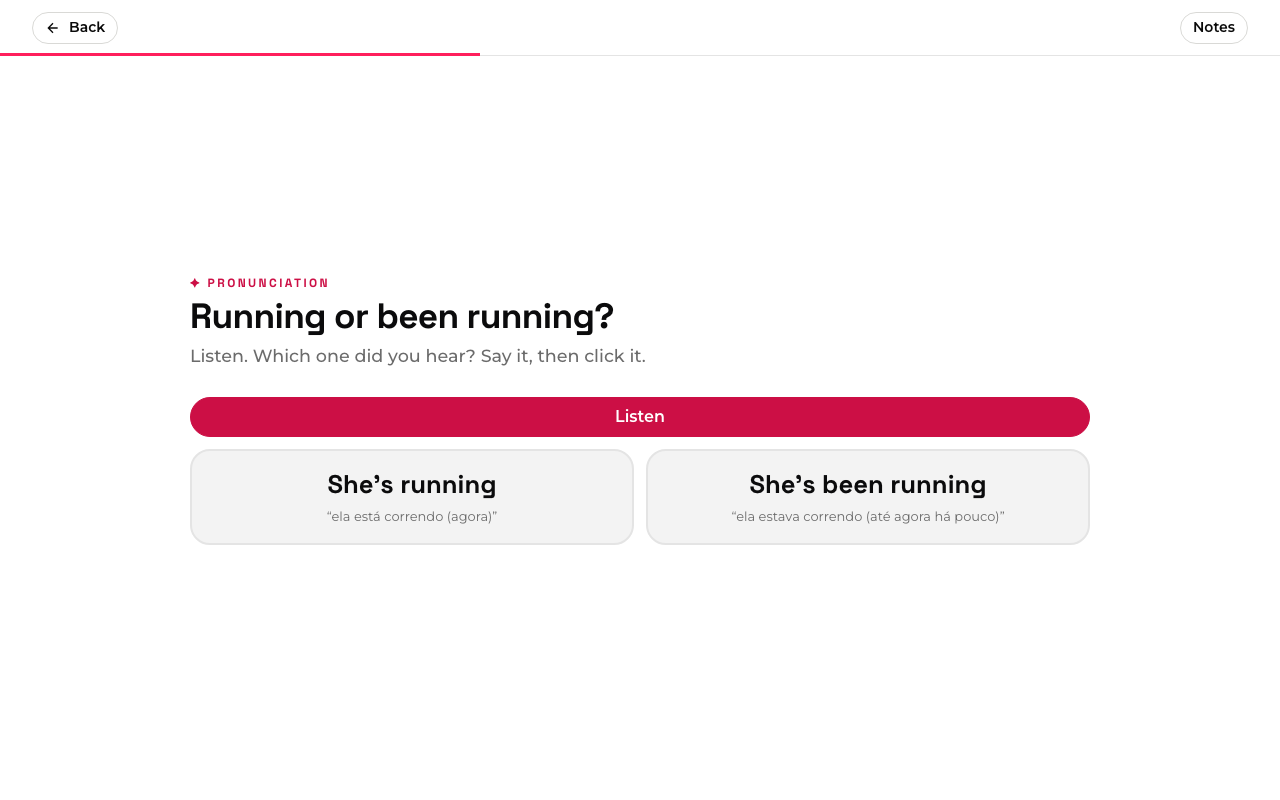 Back
Notes
PRONUNCIATION
Running or been running?
Listen. Which one did you hear? Say it, then click it.
Listen
She’s running
“ela está correndo (agora)”
She’s been running
“ela estava correndo (até agora há pouco)”